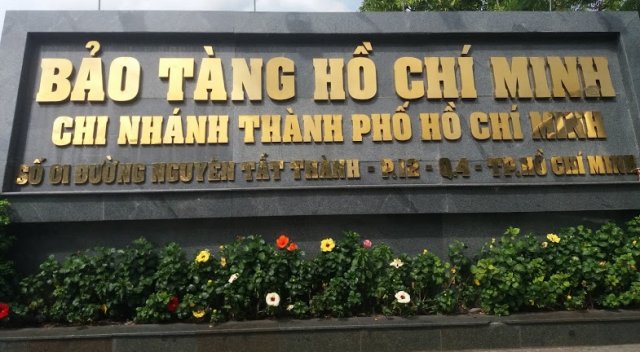 BẢO TÀNG HỒ CHÍ MINH
CHI NHÁNH THÀNH PHỐ HỒ CHÍ MINH
SỐ 01 ĐƯỜNG NGUYỄN TẤT THÀNH - P.12 - Q.4 - TP.HỒ CHÍ MINH